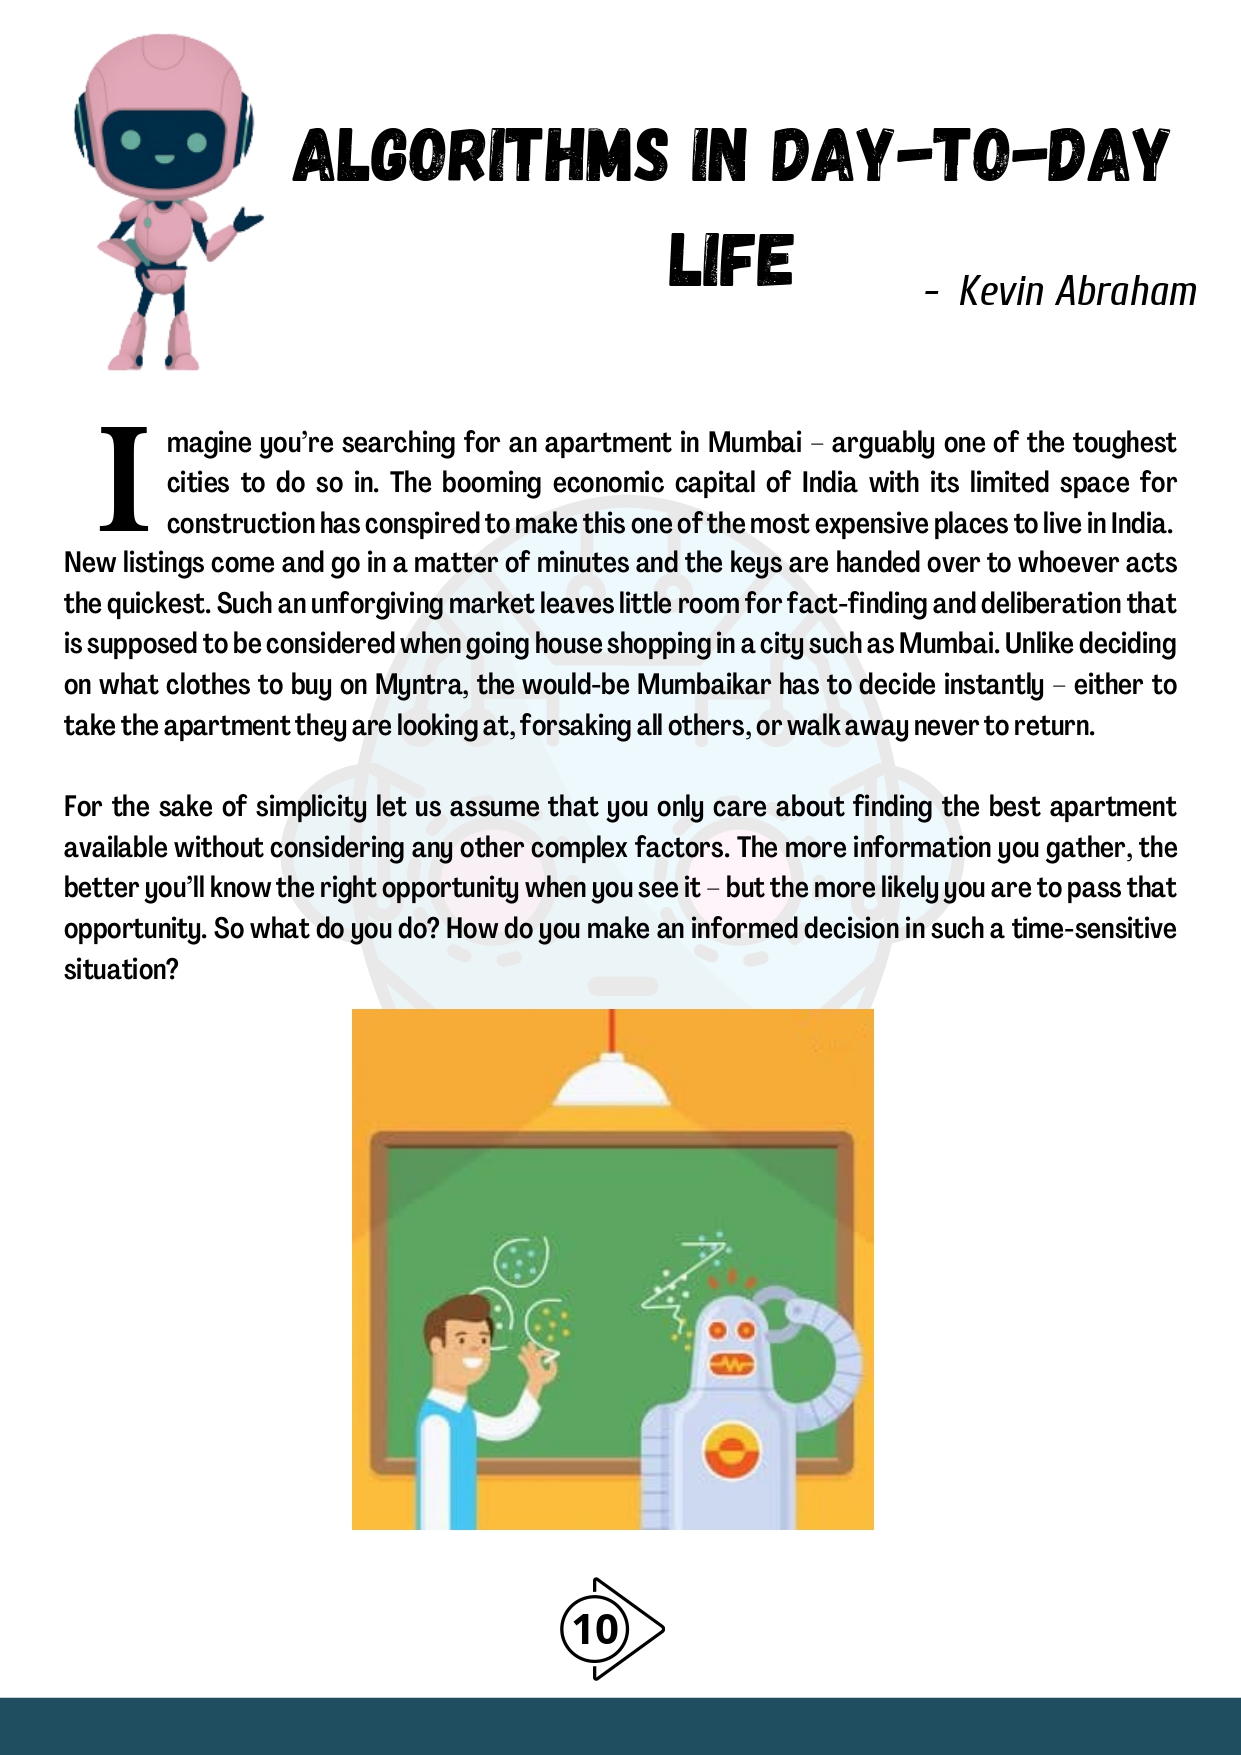 ALGORITHMS IN DAY-TO-DAY
LIFE
- Kevin Abraham
Imagine you're searching for an apartment in Mumbai – arguably one of the toughest
cities to do so in. The booming economic capital of India with its limited space for
construction has conspired to make this one of the most expensive places to live in India.
New listings come and go in a matter of minutes and the keys are handed over to whoever acts
the quickest. Such an unforgiving market leaves little room for fact-finding and deliberation that
is supposed to be considered when going house shopping in a city such as Mumbai. Unlike deciding
on what clothes to buy on Myntra, the would-be Mumbaikar has to decide instantly – either to
take the apartment they are looking at, forsaking all others, or walk away never to return.
For the sake of simplicity let us assume that you only care about finding the best apartment
available without considering any other complex factors. The more information you gather, the
better you'll know the right opportunity when you see it – but the more likely you are to pass that
opportunity. So what do you do? How do you make an informed decision in such a time-sensitive
situation?
10